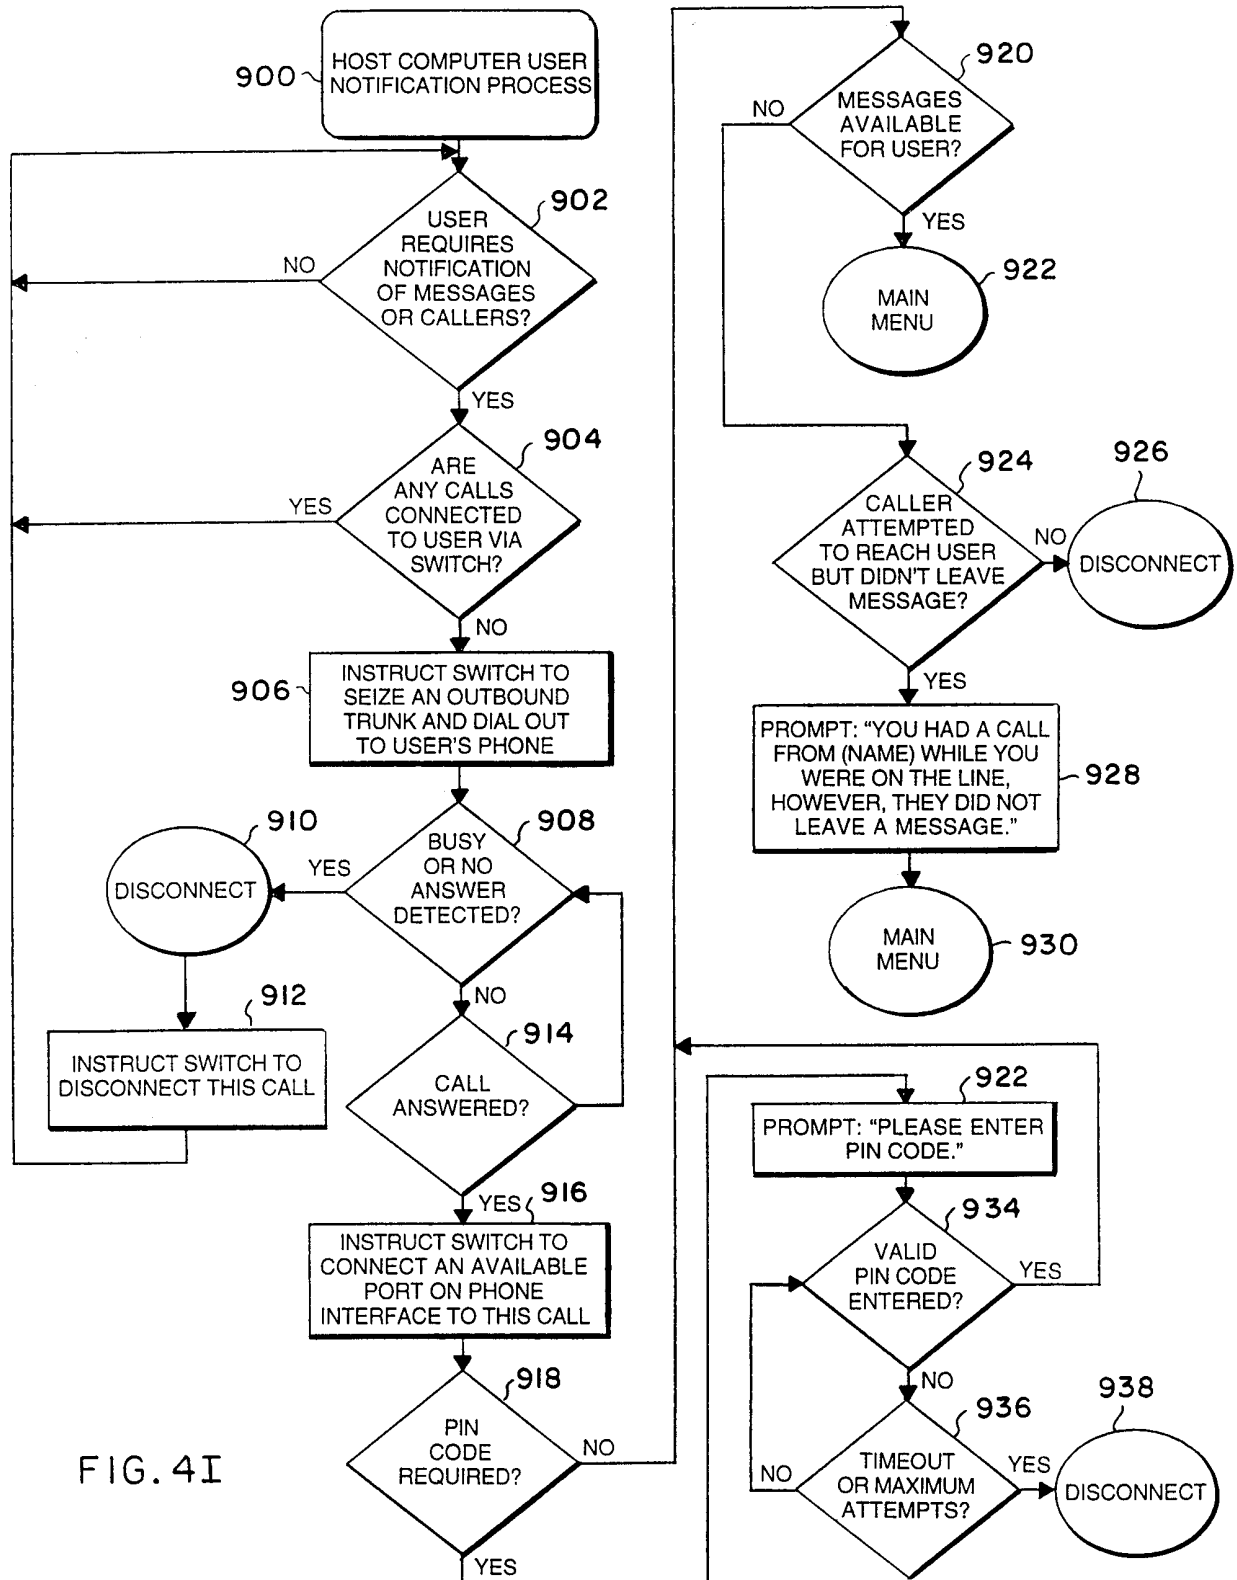 900
HOST COMPUTER USER
NOTIFICATION PROCESS
902
USER
REQUIRES
NOTIFICATION
OF MESSAGES
OR CALLERS?
NO
YES
904
ARE
ANY CALLS
CONNECTED
TO USER VIA
SWITCH?
YES
NO
906
INSTRUCT SWITCH TO
SEIZE AN OUTBOUND
TRUNK AND DIAL OUT
TO USER'S PHONE
908
BUSY
OR NO
ANSWER
DETECTED?
YES
910
DISCONNECT
912
INSTRUCT SWITCH TO
DISCONNECT THIS CALL
NO
914
CALL
ANSWERED?
YES
916
INSTRUCT SWITCH TO
CONNECT AN AVAILABLE
PORT ON PHONE
INTERFACE TO THIS CALL
918
PIN
CODE
REQUIRED?
NO
YES
FIG. 4I
920
MESSAGES
AVAILABLE
FOR USER?
NO
YES
922
MAIN
MENU
924
CALLER
ATTEMPTED
TO REACH USER
BUT DIDN'T LEAVE
MESSAGE?
NO
926
DISCONNECT
YES
PROMPT: “YOU HAD A CALL
FROM (NAME) WHILE YOU
WERE ON THE LINE,
HOWEVER, THEY DID NOT
LEAVE A MESSAGE.”
928
MAIN
MENU
930
922
PROMPT: “PLEASE ENTER
PIN CODE.”
934
VALID
PIN CODE
ENTERED?
YES
NO
936
TIMEOUT
OR MAXIMUM
ATTEMPTS?
NO
YES
938
DISCONNECT